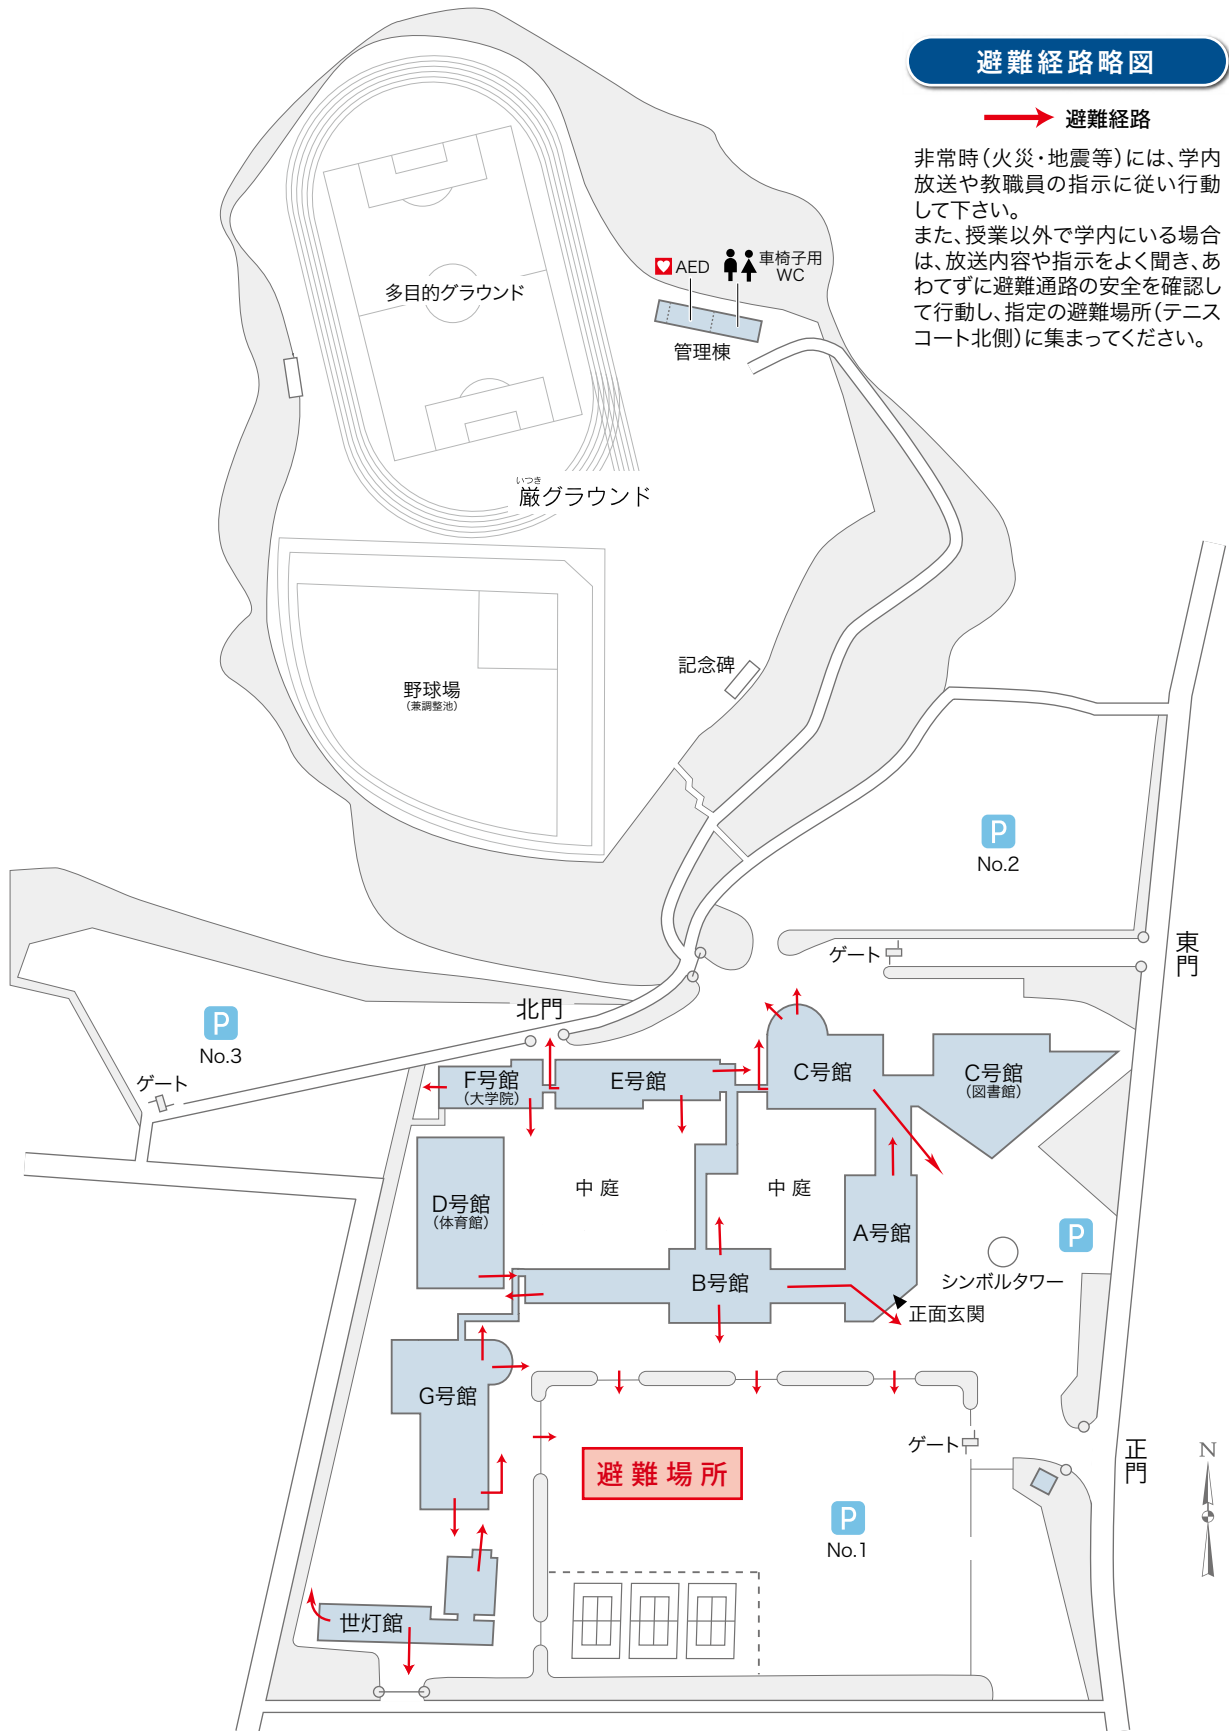 避難経路略図
避難経路
非常時(火災・地震等)には、学内
放送や教職員の指示に従い行動
して下さい。
また、授業以外で学内にいる場合
は、放送内容や指示をよく聞き、あ
わてずに避難通路の安全を確認し
て行動し、指定の避難場所(テニス
コート北側)に集まってください。
AED
車椅子用
WC
管理棟
多目的グラウンド
いつき
厳グラウンド
記念碑
野球場
(兼調整池)
P
No.2
東門
ゲート
北門
P
No.3
ゲート
F号館
(大学院)
E号館
C号館
C号館
(図書館)
中庭
中庭
D号館
(体育館)
A号館
P
シンボルタワー
B号館
正面玄関
G号館
ゲート
正門
N
避難場所
P
No.1
世灯館